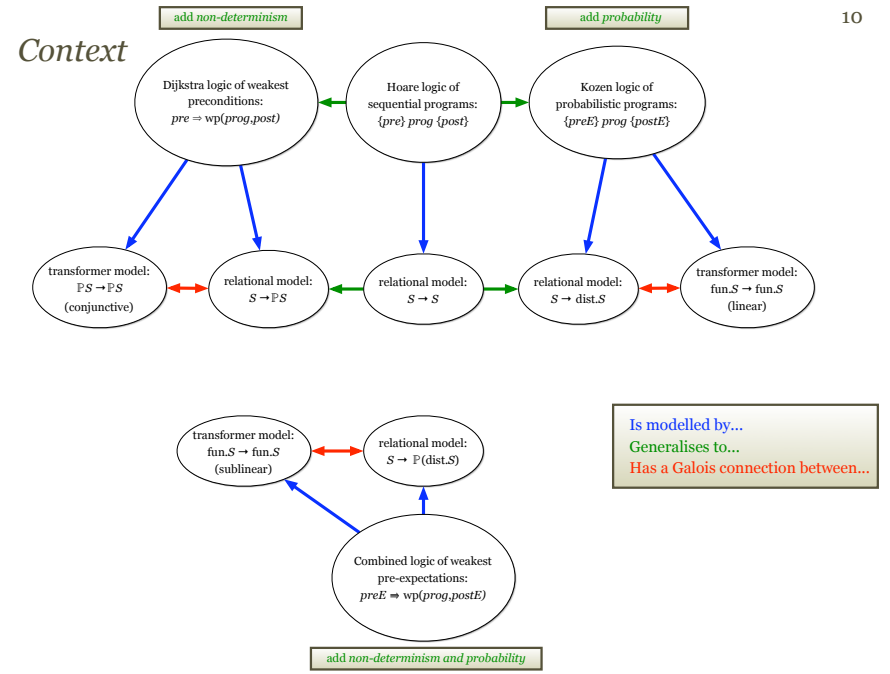 add non-determinism
add probability
10
Context
Dijkstra logic of weakest
preconditions:
pre ⇒ wp(prog,post)
Hoare logic of
sequential programs:
{pre} prog {post}
Kozen logic of
probabilistic programs:
{preE} prog {postE}
transformer model:
ℙS →ℙS
(conjunctive)
relational model:
S →ℙS
relational model:
S → S
relational model:
S → dist.S
transformer model:
fun.S → fun.S
(linear)
transformer model:
fun.S → fun.S
(sublinear)
relational model:
S → ℙ(dist.S)
Is modelled by...
Generalises to...
Has a Galois connection between...
Combined logic of weakest
pre-expectations:
preE ⇛ wp(prog,postE)
add non-determinism and probability